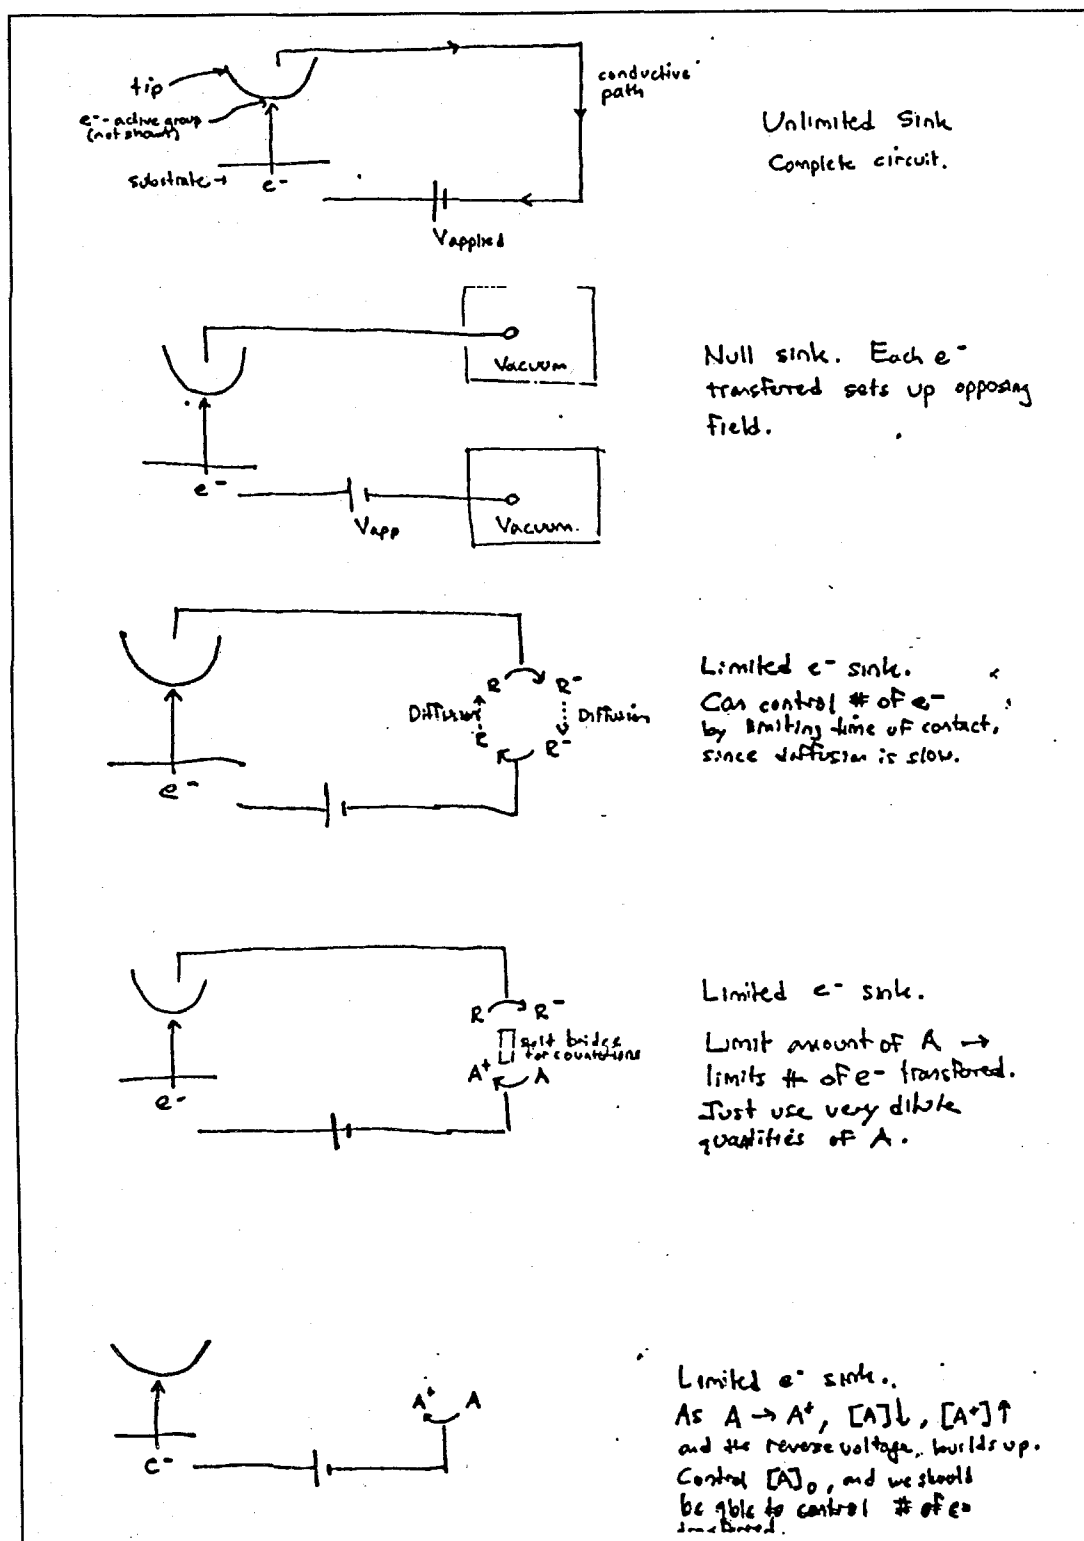 tip
e⁻-active group
(not shown)
substrate→
e⁻
conductive
path
Vapplied
Unlimited Sink
Complete circuit.
Vacuum
e⁻
Vapp
Vacuum.
Null sink. Each e⁻
transferred sets up opposing
field.
R R⁻
Diffusion Diffusion
R R⁻
e⁻
Limited e⁻ sink.
Can control # of e⁻
by limiting time of contact,
since diffusion is slow.
R R⁻
salt bridge
for counterions
A⁺ A
e⁻
Limited e⁻ sink.
Limit amount of A →
limits # of e⁻ transfered.
Just use very dilute
quantities of A.
A⁺ A
e⁻
Limited e⁻ sink.
As A → A⁺, [A]↓, [A⁺]↑
and the reverse voltage, builds up.
Control [A]₀, and we should
be able to control # of
transferred.